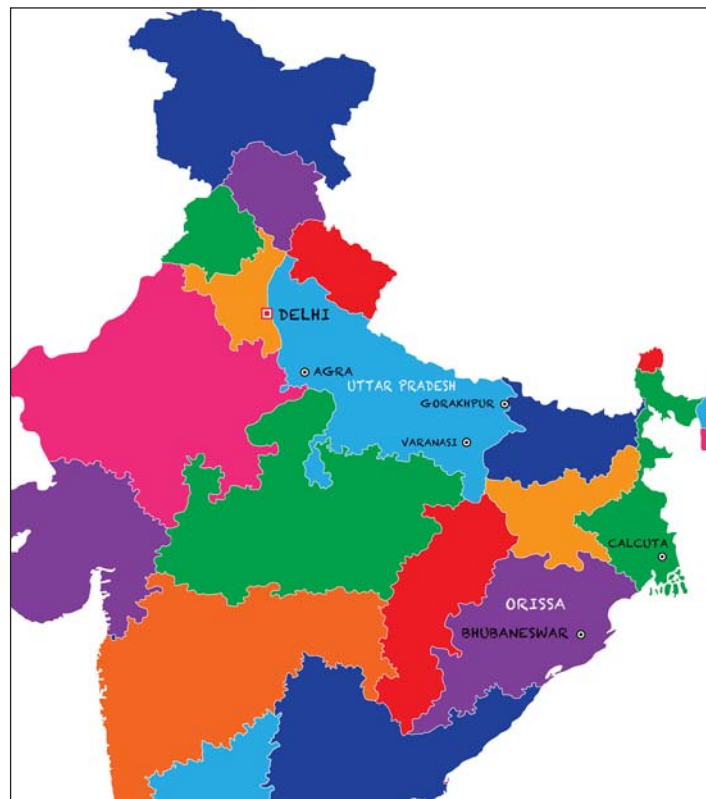 DELHI
AGRA
UTTAR PRADESH
GORAKHPUR
VARANASI
CALCUTA
ORISSA
BHUBANESWAR